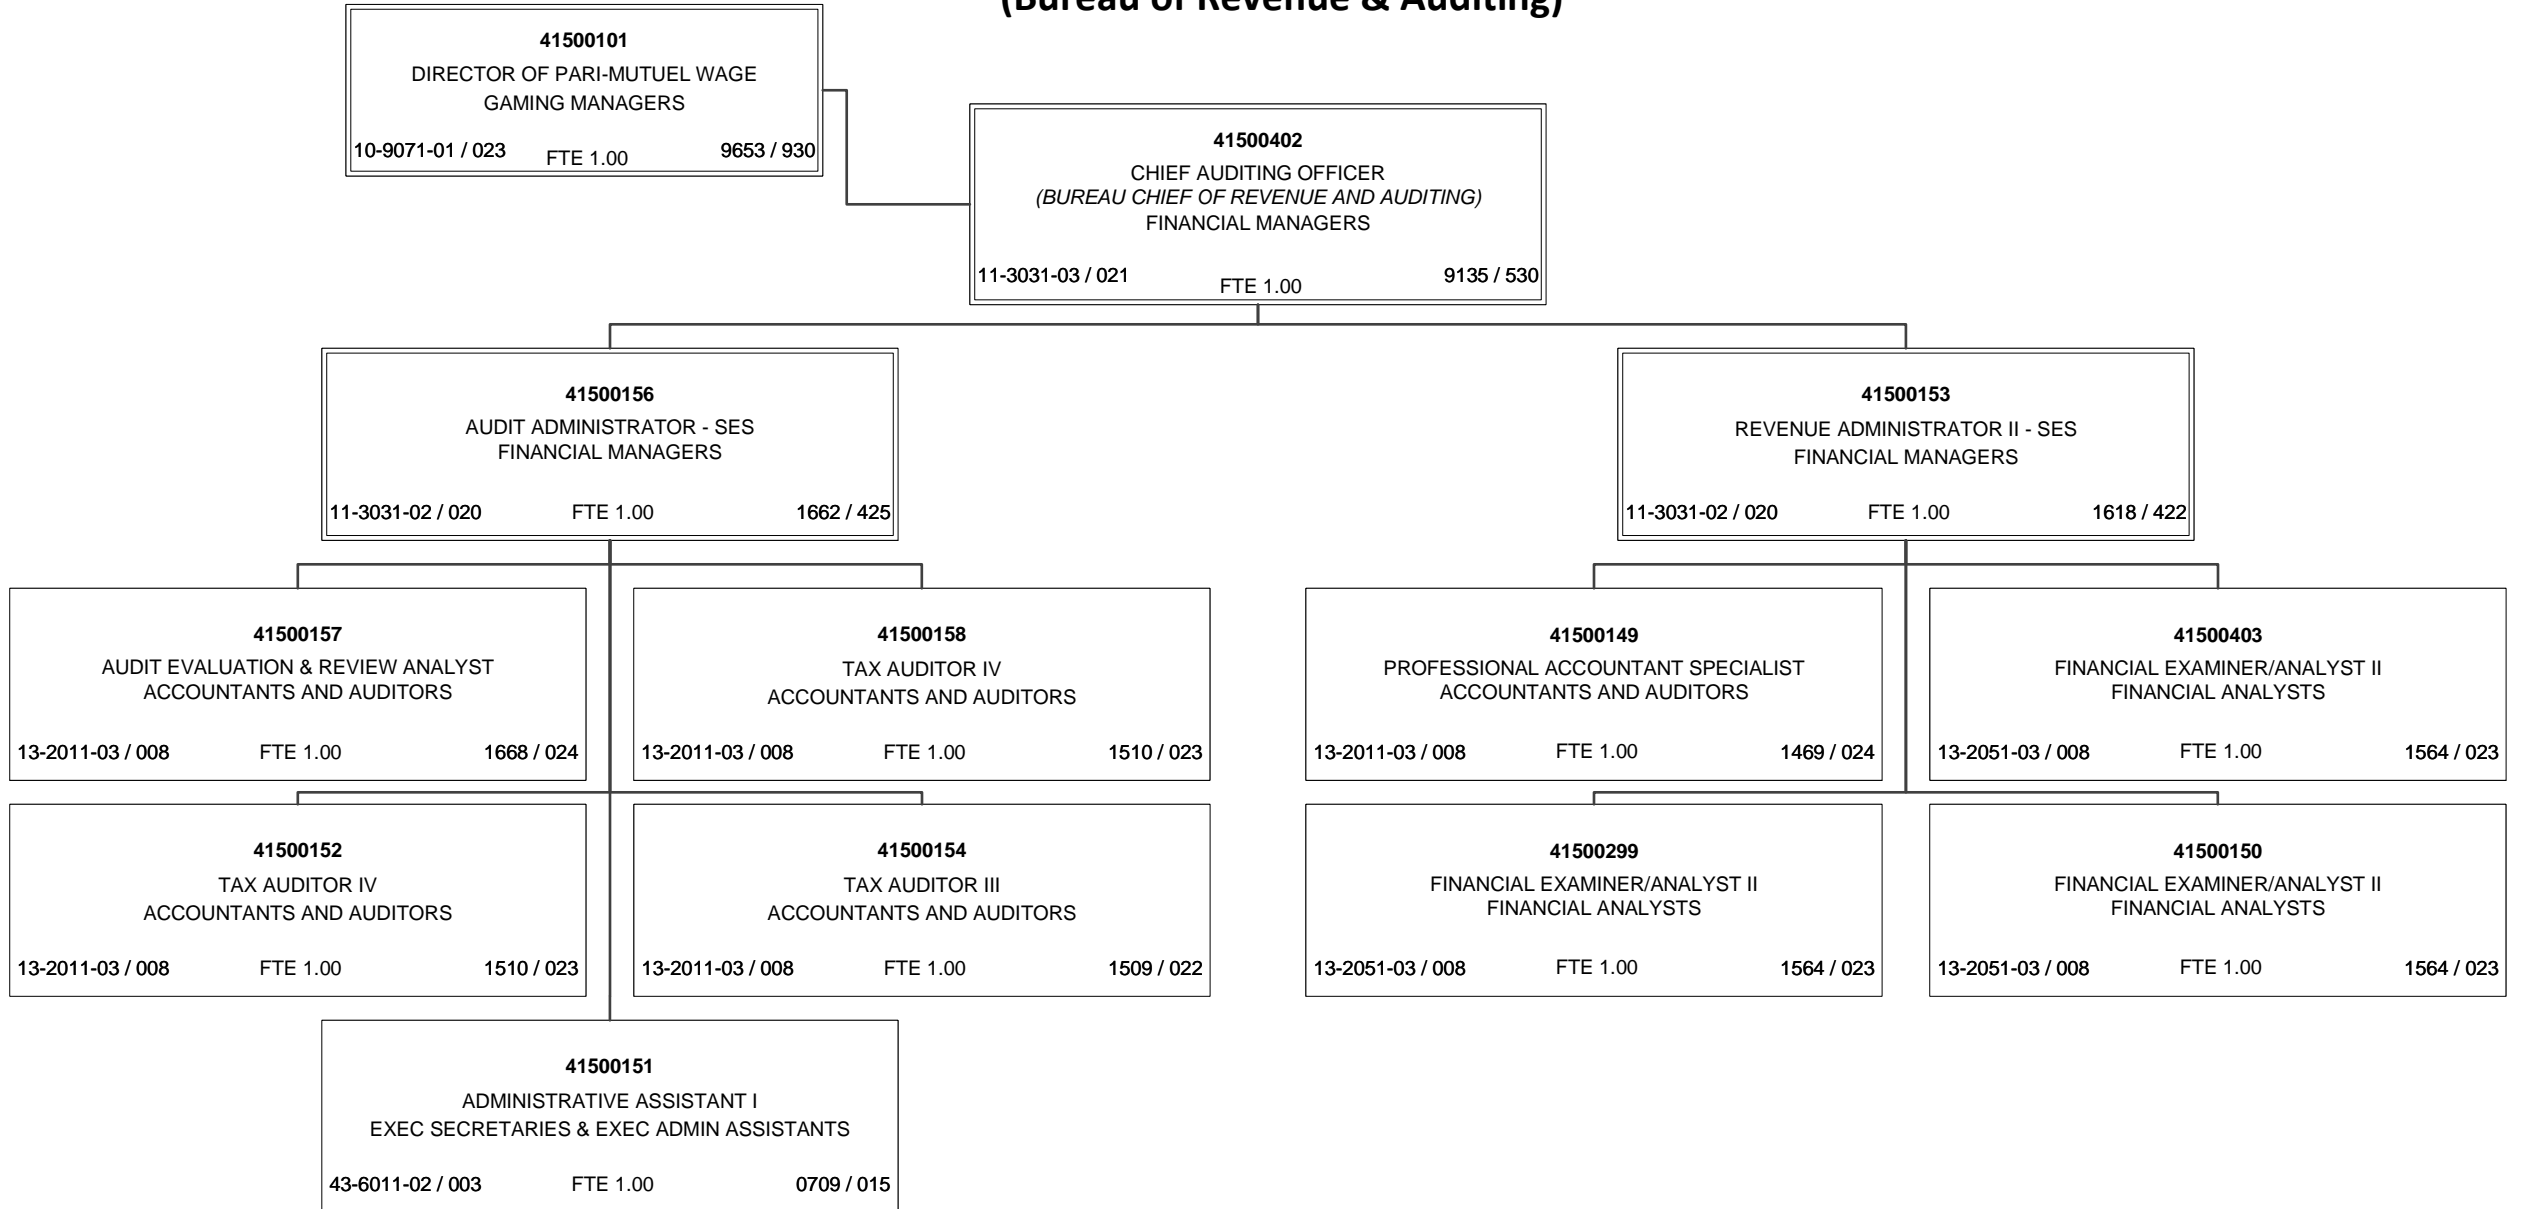 (Bureau of Revenue & Auditing)
41500101
DIRECTOR OF PARI-MUTUEL WAGE
GAMING MANAGERS
10-9071-01 / 023 FTE 1.00 9653 / 930
41500402
CHIEF AUDITING OFFICER
(BUREAU CHIEF OF REVENUE AND AUDITING)
FINANCIAL MANAGERS
11-3031-03 / 021 FTE 1.00 9135 / 530
41500156
AUDIT ADMINISTRATOR - SES
FINANCIAL MANAGERS
11-3031-02 / 020 FTE 1.00 1662 / 425
41500153
REVENUE ADMINISTRATOR II - SES
FINANCIAL MANAGERS
11-3031-02 / 020 FTE 1.00 1618 / 422
41500157
AUDIT EVALUATION & REVIEW ANALYST
ACCOUNTANTS AND AUDITORS
13-2011-03 / 008 FTE 1.00 1668 / 024
41500158
TAX AUDITOR IV
ACCOUNTANTS AND AUDITORS
13-2011-03 / 008 FTE 1.00 1510 / 023
41500149
PROFESSIONAL ACCOUNTANT SPECIALIST
ACCOUNTANTS AND AUDITORS
13-2011-03 / 008 FTE 1.00 1469 / 024
41500403
FINANCIAL EXAMINER/ANALYST II
FINANCIAL ANALYSTS
13-2051-03 / 008 FTE 1.00 1564 / 023
41500152
TAX AUDITOR IV
ACCOUNTANTS AND AUDITORS
13-2011-03 / 008 FTE 1.00 1510 / 023
41500154
TAX AUDITOR III
ACCOUNTANTS AND AUDITORS
13-2011-03 / 008 FTE 1.00 1509 / 022
41500299
FINANCIAL EXAMINER/ANALYST II
FINANCIAL ANALYSTS
13-2051-03 / 008 FTE 1.00 1564 / 023
41500150
FINANCIAL EXAMINER/ANALYST II
FINANCIAL ANALYSTS
13-2051-03 / 008 FTE 1.00 1564 / 023
41500151
ADMINISTRATIVE ASSISTANT I
EXEC SECRETARIES & EXEC ADMIN ASSISTANTS
43-6011-02 / 003 FTE 1.00 0709 / 015